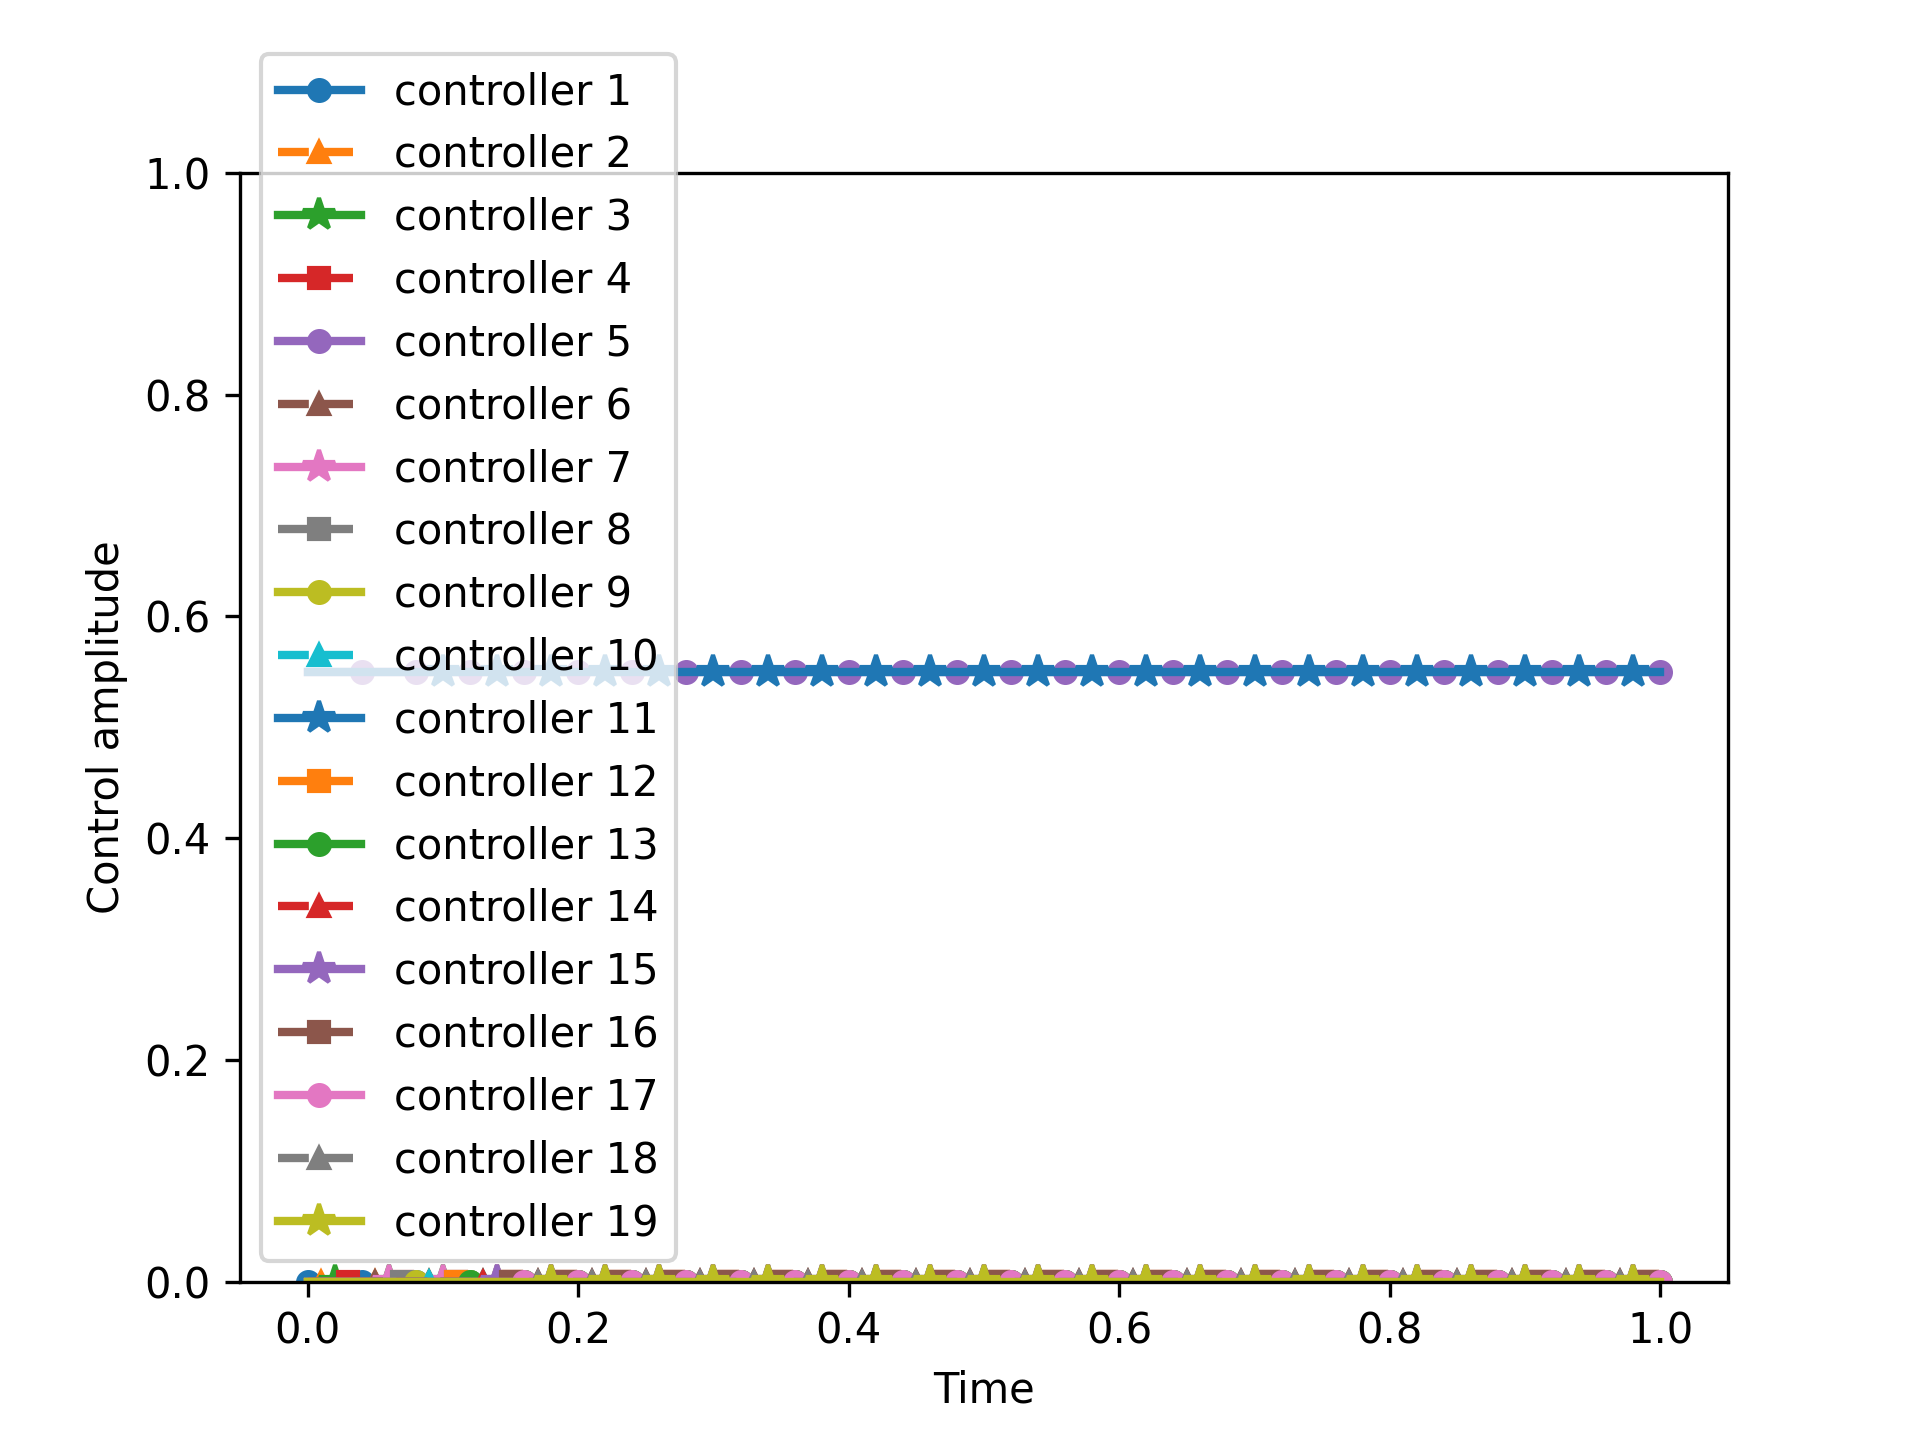 controller 1
controller 2
controller 3
controller 4
controller 5
controller 6
controller 7
controller 8
controller 9
controller 10
controller 11
controller 12
controller 13
controller 14
controller 15
controller 16
controller 17
controller 18
controller 19
1.0
0.8
0.6
0.4
0.2
0.0
Control amplitude
0.0 0.2 0.4 0.6 0.8 1.0
Time